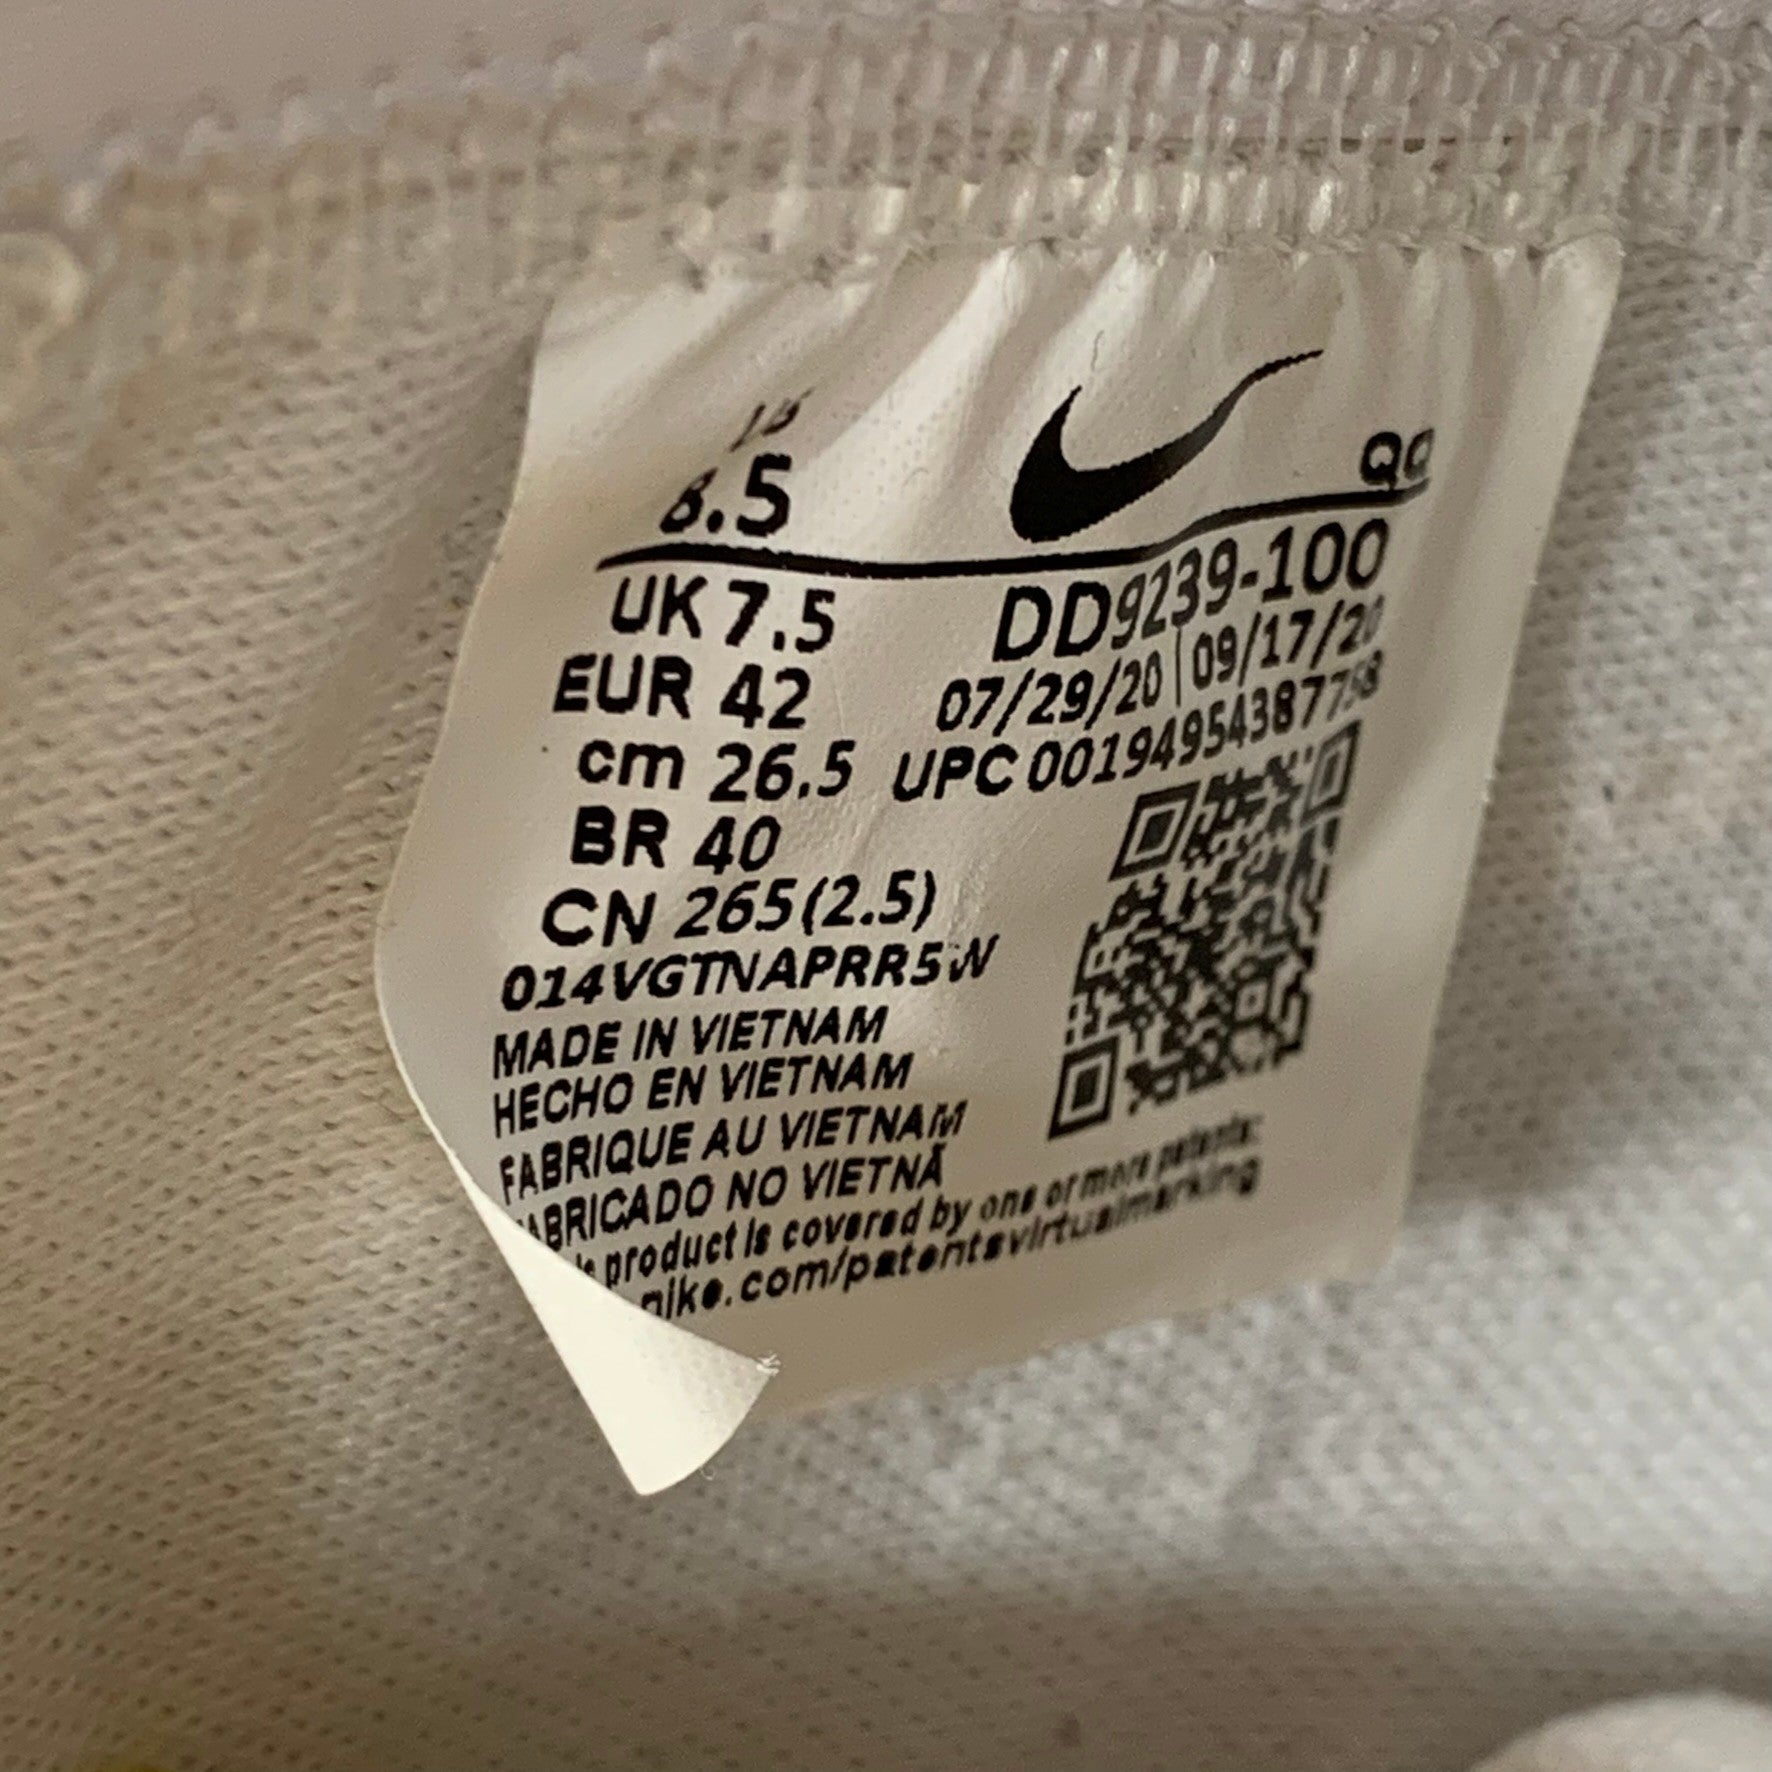 8.5
QQ
UK 7.5
DD9239-100
EUR 42
07/29/20 | 09/17/20
cm 26.5
UPC 00194954387758
BR 40
CN 265(2.5)
014VGTNAPRR5W
MADE IN VIETNAM
HECHO EN VIETNAM
FABRIQUE AU VIETNAM
FABRICADO NO VIETNÃ
product is covered by one or more patents:
nike.com/patentsvirtualmarking